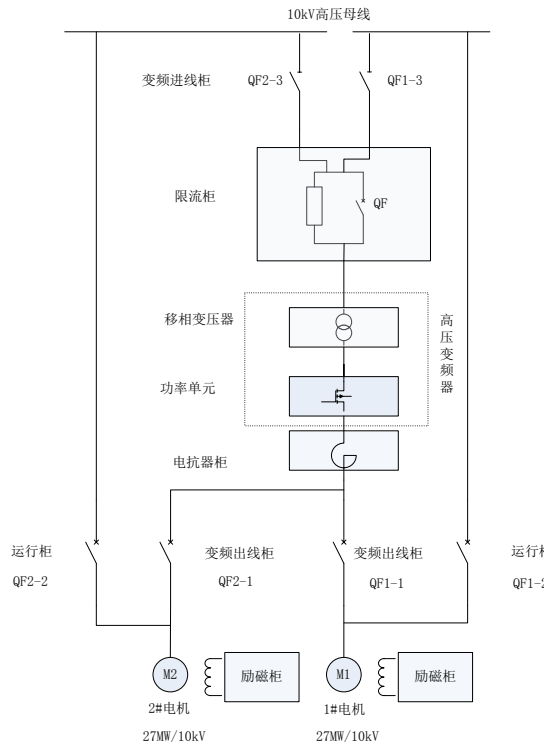 10kV高压母线
变频进线柜
QF2-3
QF1-3
限流柜
QF
移相变压器
高压变频器
功率单元
电抗器柜
运行柜
变频出线柜
变频出线柜
QF2-2
QF2-1
QF1-1
M2
励磁柜
M1
励磁柜
2#电机
1#电机
27MW/10kV
27MW/10kV